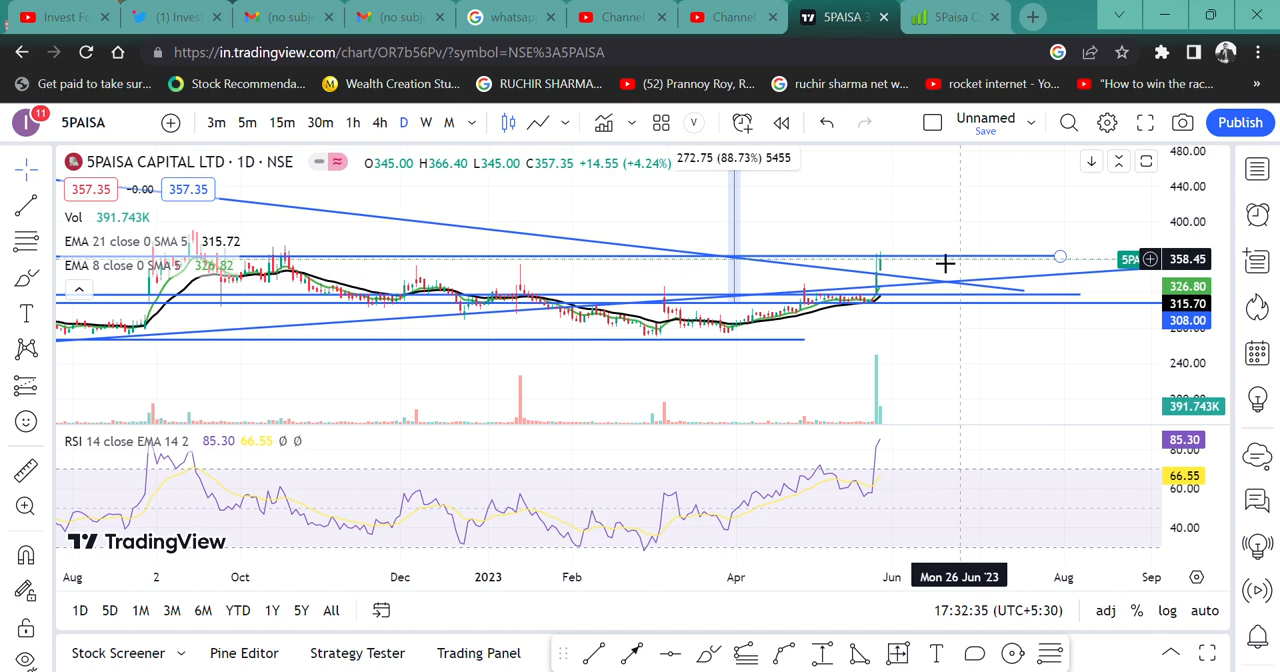 Invest Fo
(1) Invest
(no subj
(no subj
whatsap
Channel
Channel
5PAISA 3
5Paisa C
https://in.tradingview.com/chart/OR7b56Pv/?symbol=NSE%3A5PAISA
Get paid to take sur...
Stock Recommenda...
M Wealth Creation Stu...
RUCHIR SHARMA...
(52) Prannoy Roy, R...
ruchir sharma net w...
rocket internet - Yo...
"How to win the rac...
»
I 11 5PAISA 3m 5m 15m 30m 1h 4h D W M V Unnamed Save Publish
5PAISA CAPITAL LTD · 1D · NSE O345.00 H366.40 L345.00 C357.35 +14.55 (+4.24%) 272.75 (88.73%) 5455
480.00
357.35 -0.00 357.35
440.00
Vol 391.743K
400.00
EMA 21 close 0 SMA 5 315.72
EMA 8 close 0 SMA 5 326.82
5PA 358.45
326.80
315.70
308.00
240.00
391.743K
RSI 14 close EMA 14 2 85.30 66.55 Ø Ø
85.30
80.00
66.55
60.00
40.00
TradingView
Aug 2 Oct Dec 2023 Feb Apr Jun Mon 26 Jun '23 Aug Sep
1D 5D 1M 3M 6M YTD 1Y 5Y All 17:32:35 (UTC+5:30) adj % log auto
Stock Screener Pine Editor Strategy Tester Trading Panel